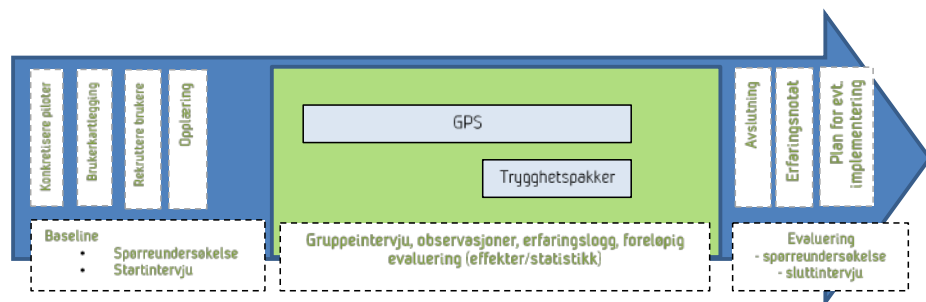 Konkretisere piloter
Brukerkartlegging
Rekruttere brukere
Opplæring
GPS
Trygghetspakker
Avslutning
Erfaringsnotat
Plan for evt.
implementering
Baseline
• Spørreundersøkelse
• Startintervju
Gruppeintervju, observasjoner, erfaringslogg, foreløpig
evaluering (effekter/statistikk)
Evaluering
- spørreundersøkelse
- sluttintervju